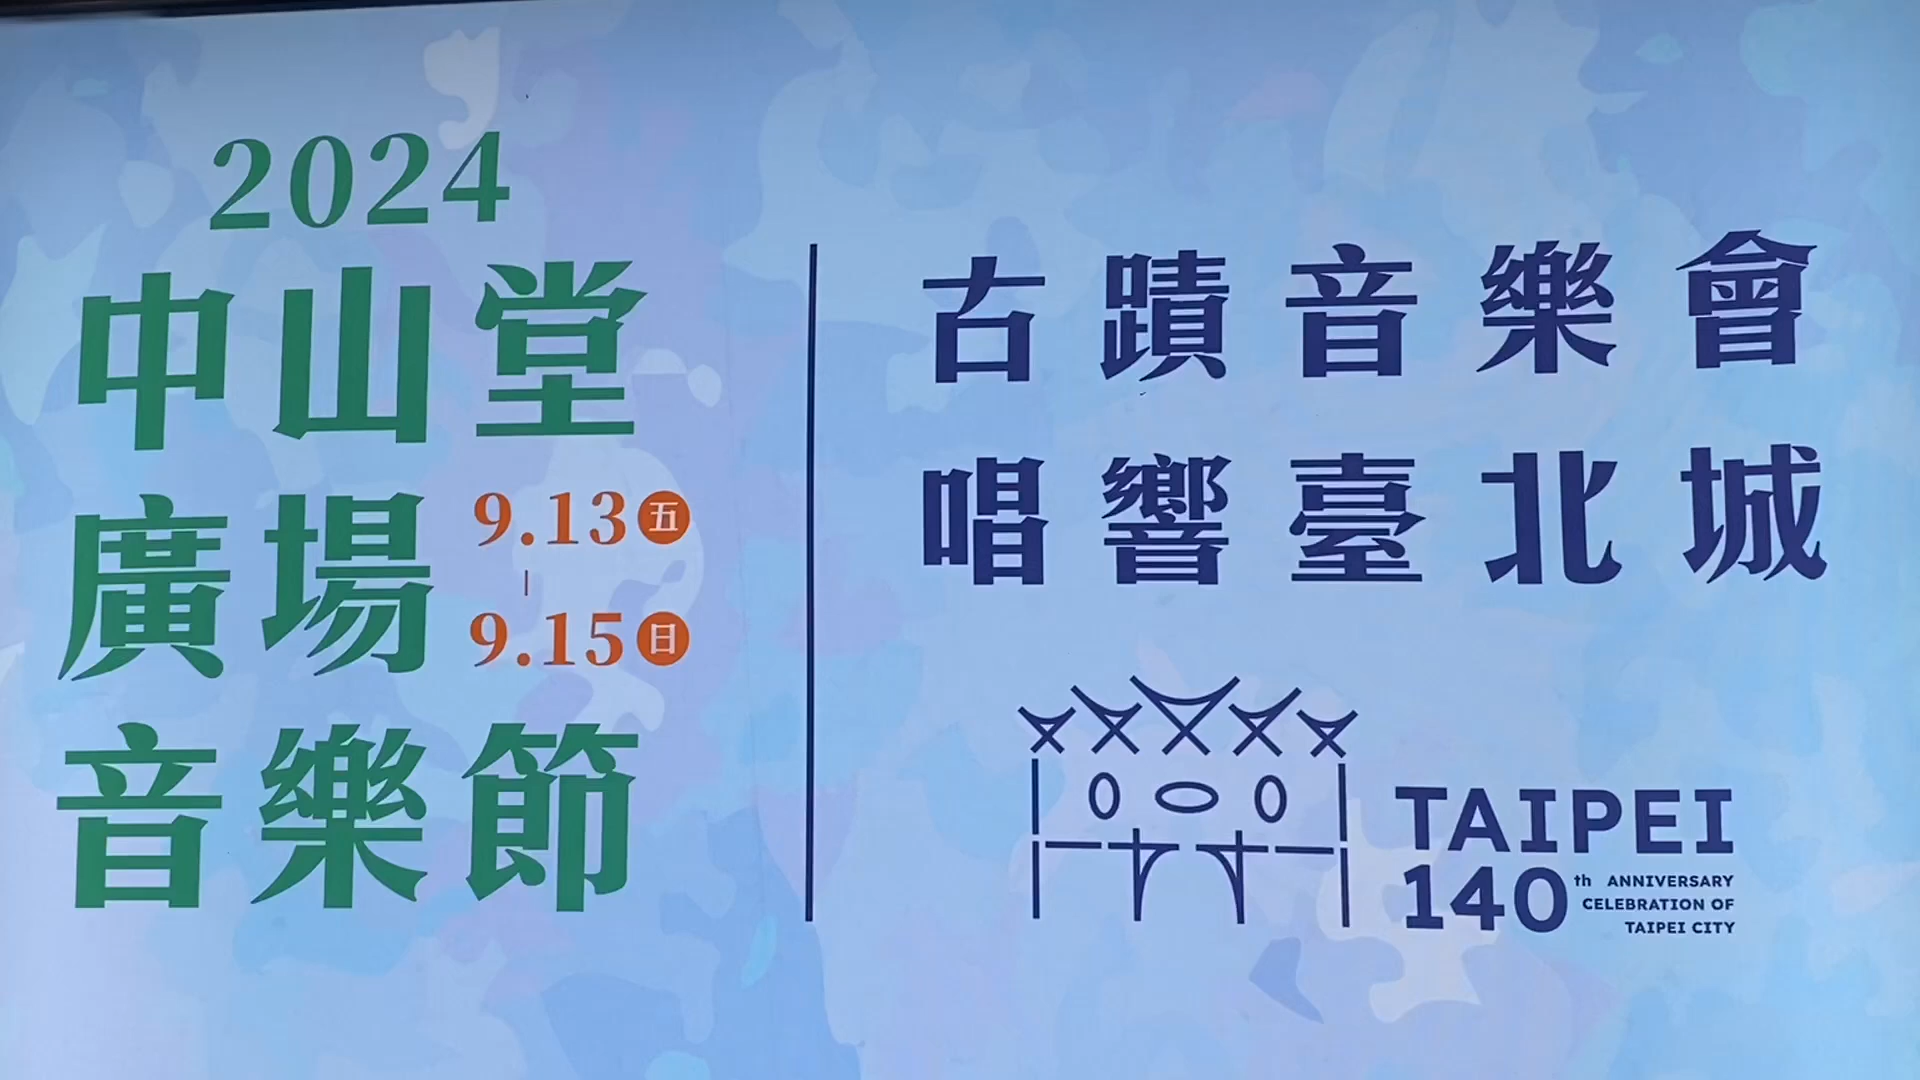 2024
中山堂
廣場
9.13五
|
9.15日
音樂節
古蹟音樂會
唱響臺北城
TAIPEI
140th ANNIVERSARY
CELEBRATION OF
TAIPEI CITY